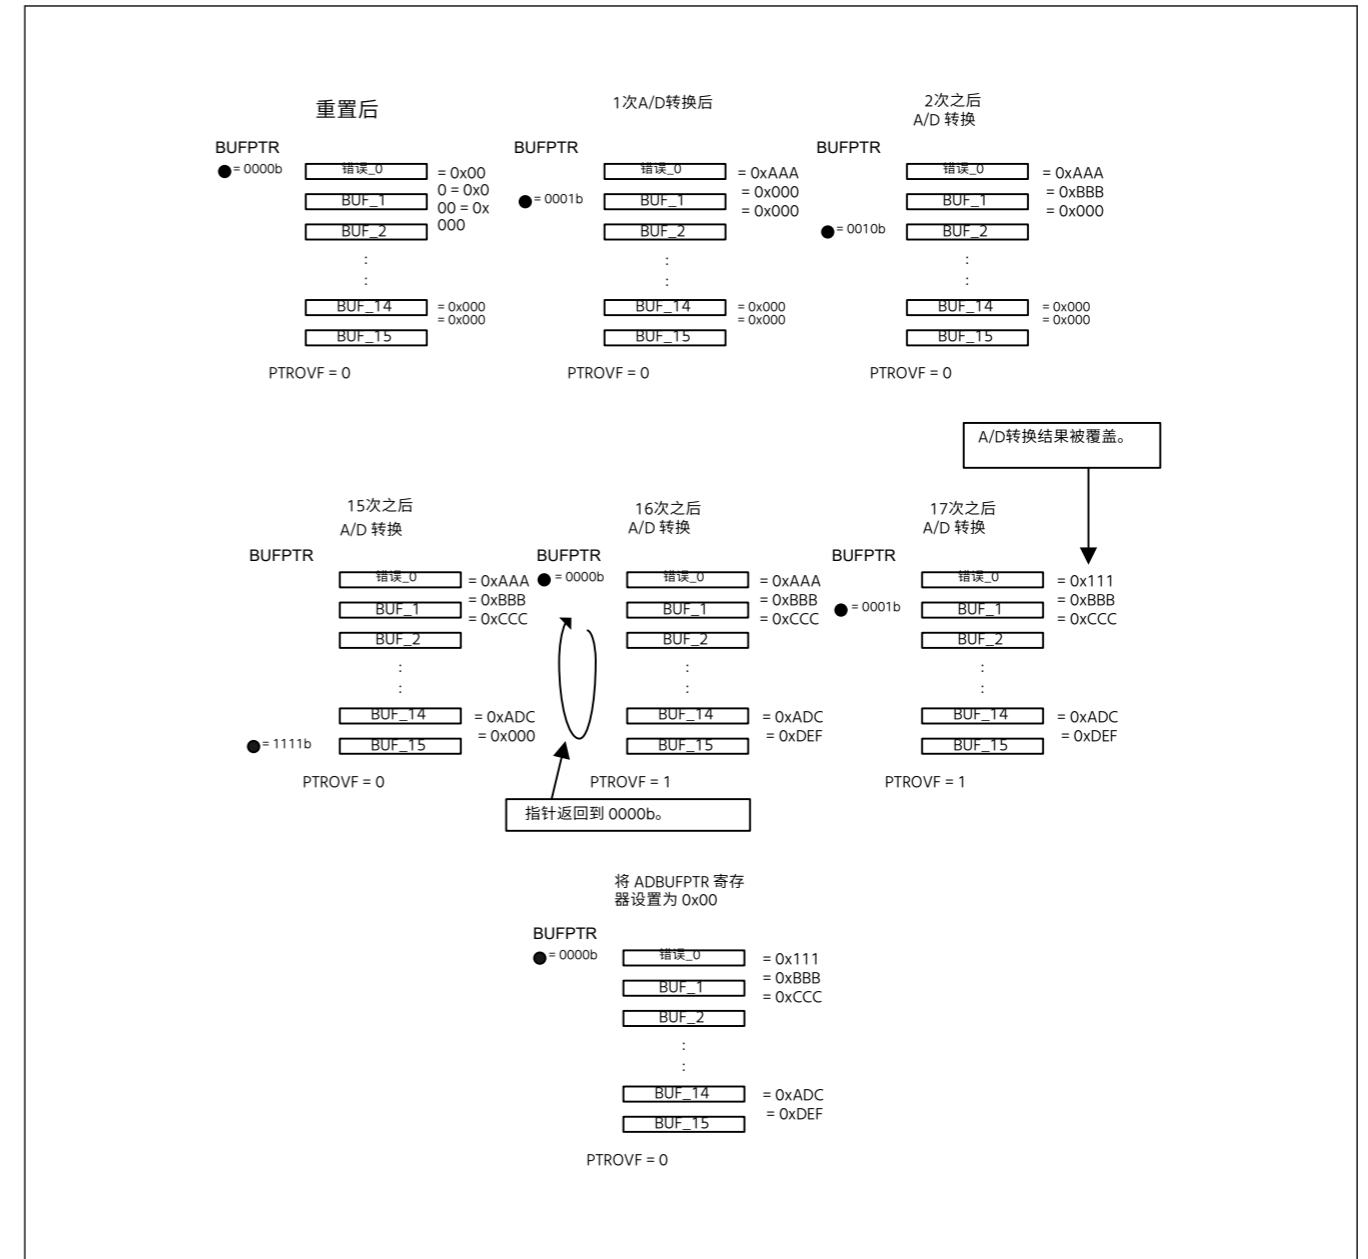 重置后
BUFPTR
= 0000b
错误_0
BUF_1
BUF_2
:
:
BUF_14
BUF_15
= 0x00
0 = 0x0
00 = 0x
000
= 0x000
= 0x000
PTROVF = 0
1次A/D转换后
BUFPTR
= 0001b
错误_0
BUF_1
BUF_2
:
:
BUF_14
BUF_15
= 0xAAA
= 0x000
= 0x000
= 0x000
= 0x000
PTROVF = 0
2次之后
A/D 转换
BUFPTR
= 0010b
错误_0
BUF_1
BUF_2
:
:
BUF_14
BUF_15
= 0xAAA
= 0xBBB
= 0x000
= 0x000
= 0x000
PTROVF = 0
A/D转换结果被覆盖。
15次之后
A/D 转换
BUFPTR
错误_0
BUF_1
BUF_2
:
:
BUF_14
BUF_15
= 0xAAA
= 0xBBB
= 0xCCC
= 0xADC
= 0x000
= 1111b
PTROVF = 0
16次之后
A/D 转换
BUFPTR
= 0000b
错误_0
BUF_1
BUF_2
:
:
BUF_14
BUF_15
= 0xAAA
= 0xBBB
= 0xCCC
= 0xADC
= 0xDEF
PTROVF = 1
指针返回到 0000b。
17次之后
A/D 转换
BUFPTR
= 0001b
错误_0
BUF_1
BUF_2
:
:
BUF_14
BUF_15
= 0x111
= 0xBBB
= 0xCCC
= 0xADC
= 0xDEF
PTROVF = 1
将 ADBUFPTR 寄存
器设置为 0x00
BUFPTR
= 0000b
错误_0
BUF_1
BUF_2
:
:
BUF_14
BUF_15
= 0x111
= 0xBBB
= 0xCCC
= 0xADC
= 0xDEF
PTROVF = 0